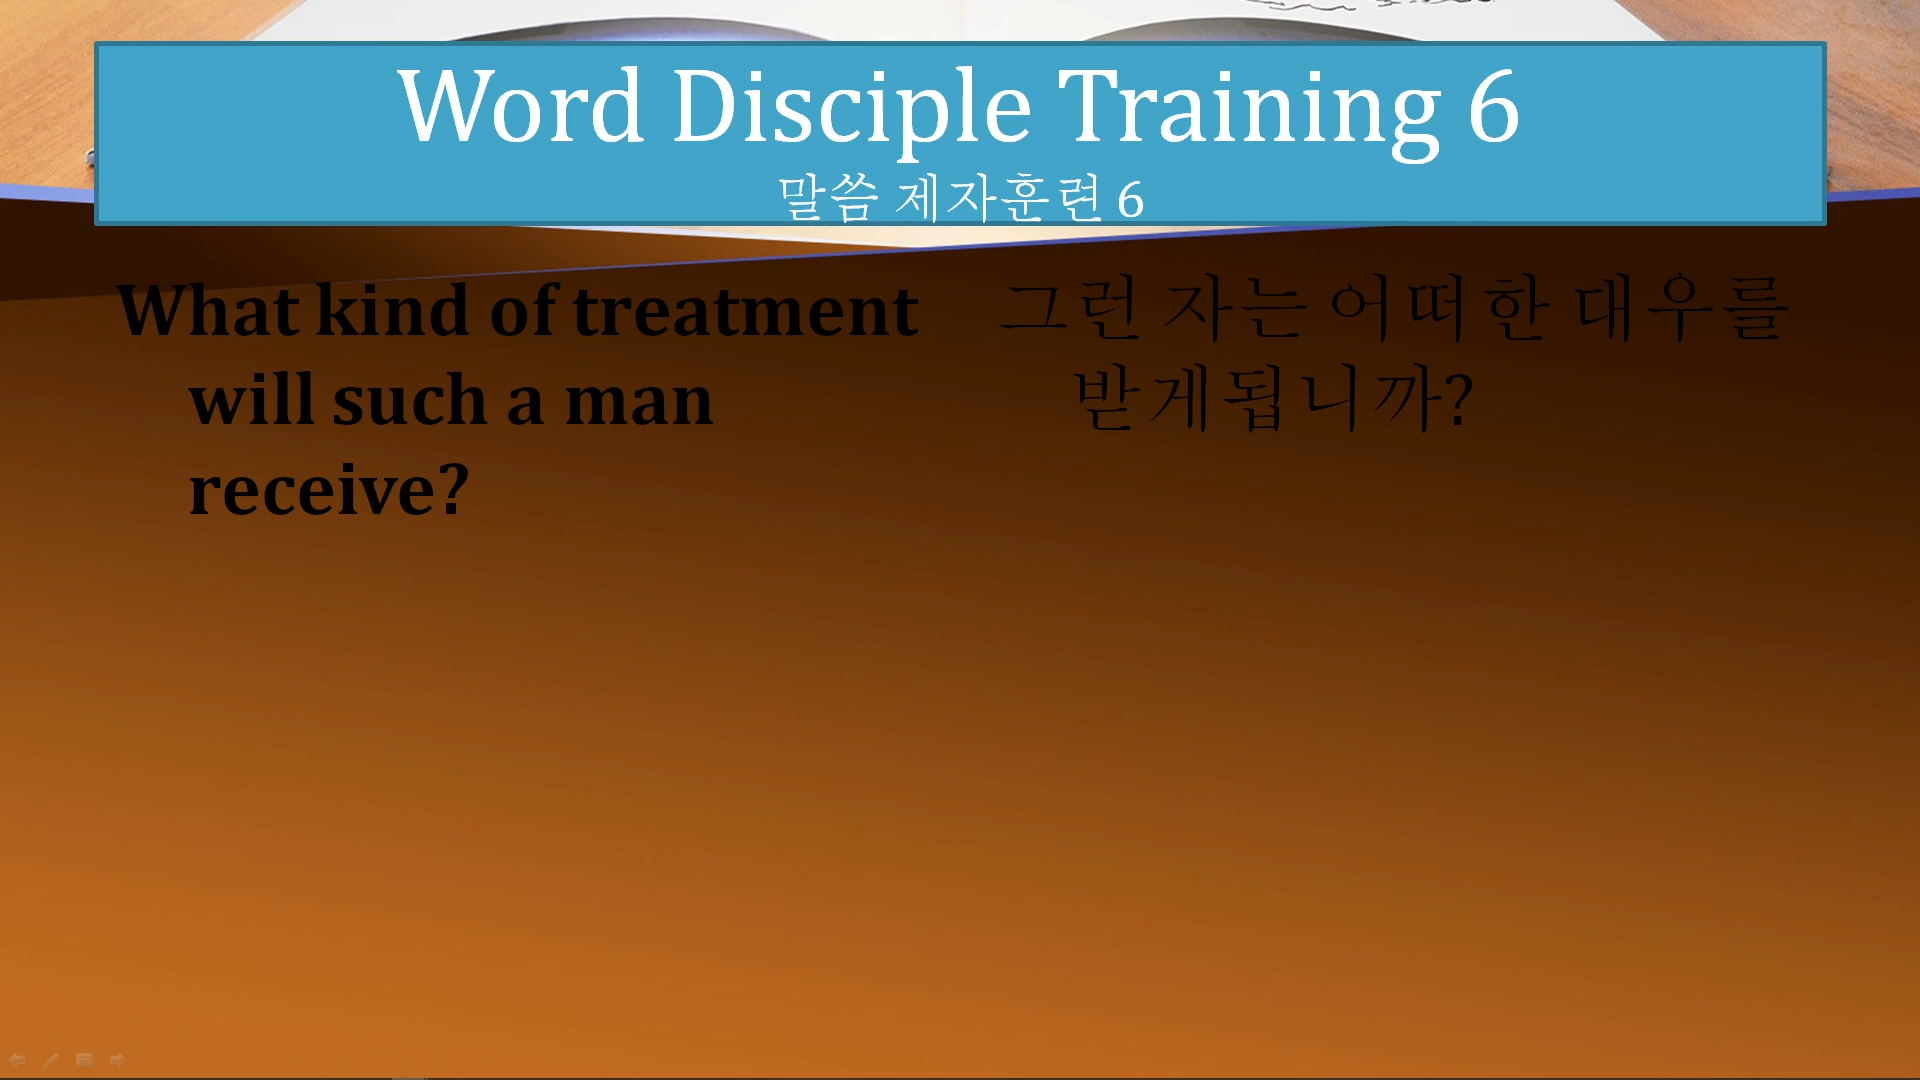 Word Disciple Training 6
말씀 제자훈련 6
What kind of treatment
will such a man
receive?
그런 자는 어떠한 대우를
받게됩니까?